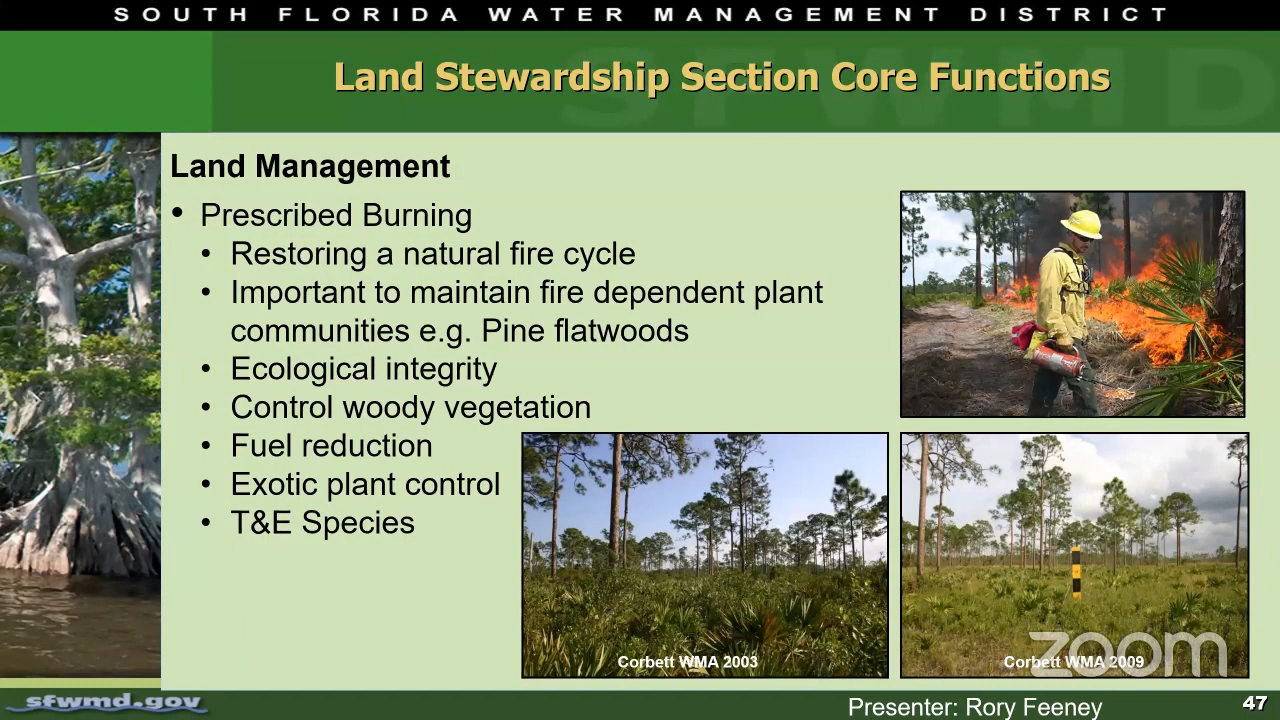 SOUTH FLORIDA WATER MANAGEMENT DISTRICT
Land Stewardship Section Core Functions
SFWMD
Land Management
• Prescribed Burning
• Restoring a natural fire cycle
• Important to maintain fire dependent plant
communities e.g. Pine flatwoods
• Ecological integrity
• Control woody vegetation
• Fuel reduction
• Exotic plant control
• T&E Species
Corbett WMA 2003
Corbett WMA 2009
zoom
sfwmd.gov
Presenter: Rory Feeney
47